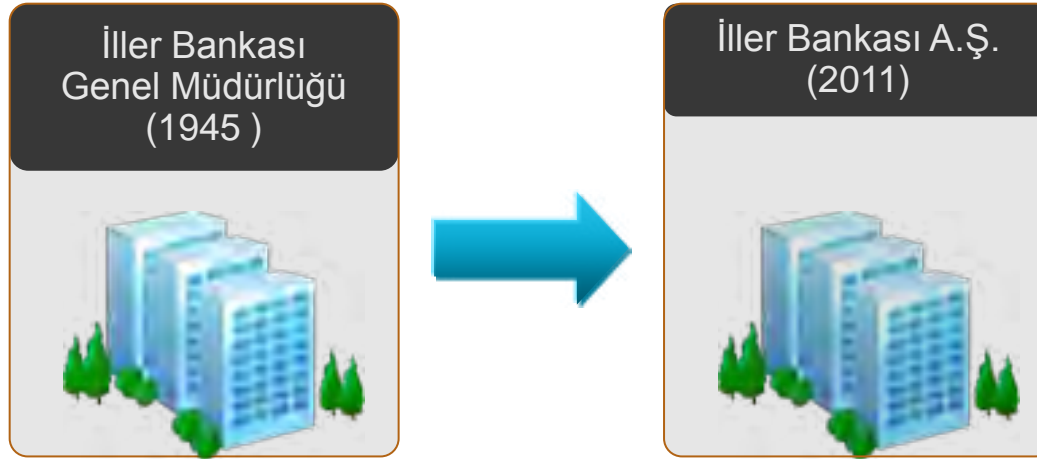 İller Bankası
Genel Müdürlüğü
(1945 )
İller Bankası A.Ş.
(2011)